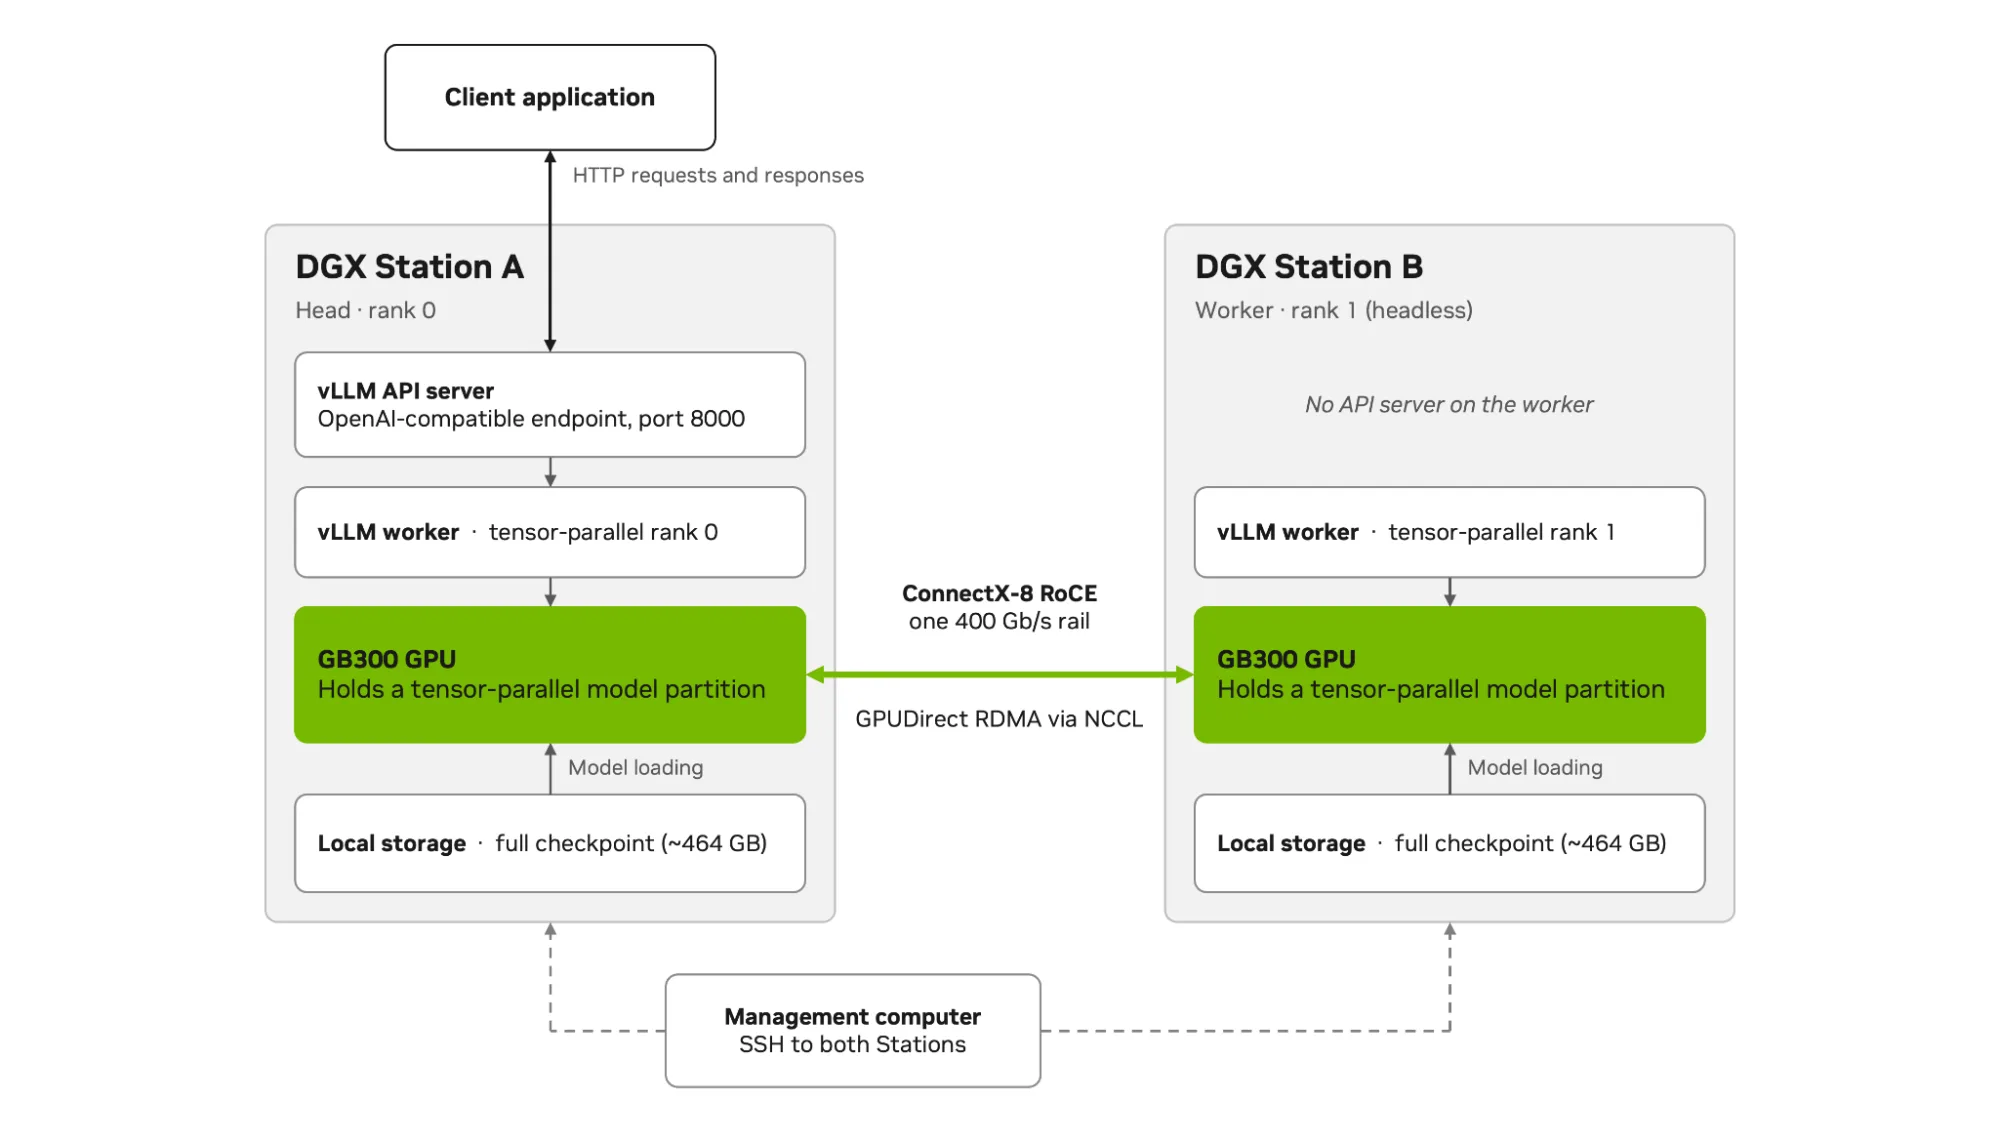 Client application
HTTP requests and responses
DGX Station A
Head · rank 0
vLLM API server
OpenAI-compatible endpoint, port 8000
vLLM worker · tensor-parallel rank 0
GB300 GPU
Holds a tensor-parallel model partition
Model loading
Local storage · full checkpoint (~464 GB)
ConnectX-8 RoCE
one 400 Gb/s rail
GPUDirect RDMA via NCCL
DGX Station B
Worker · rank 1 (headless)
No API server on the worker
vLLM worker · tensor-parallel rank 1
GB300 GPU
Holds a tensor-parallel model partition
Model loading
Local storage · full checkpoint (~464 GB)
Management computer
SSH to both Stations